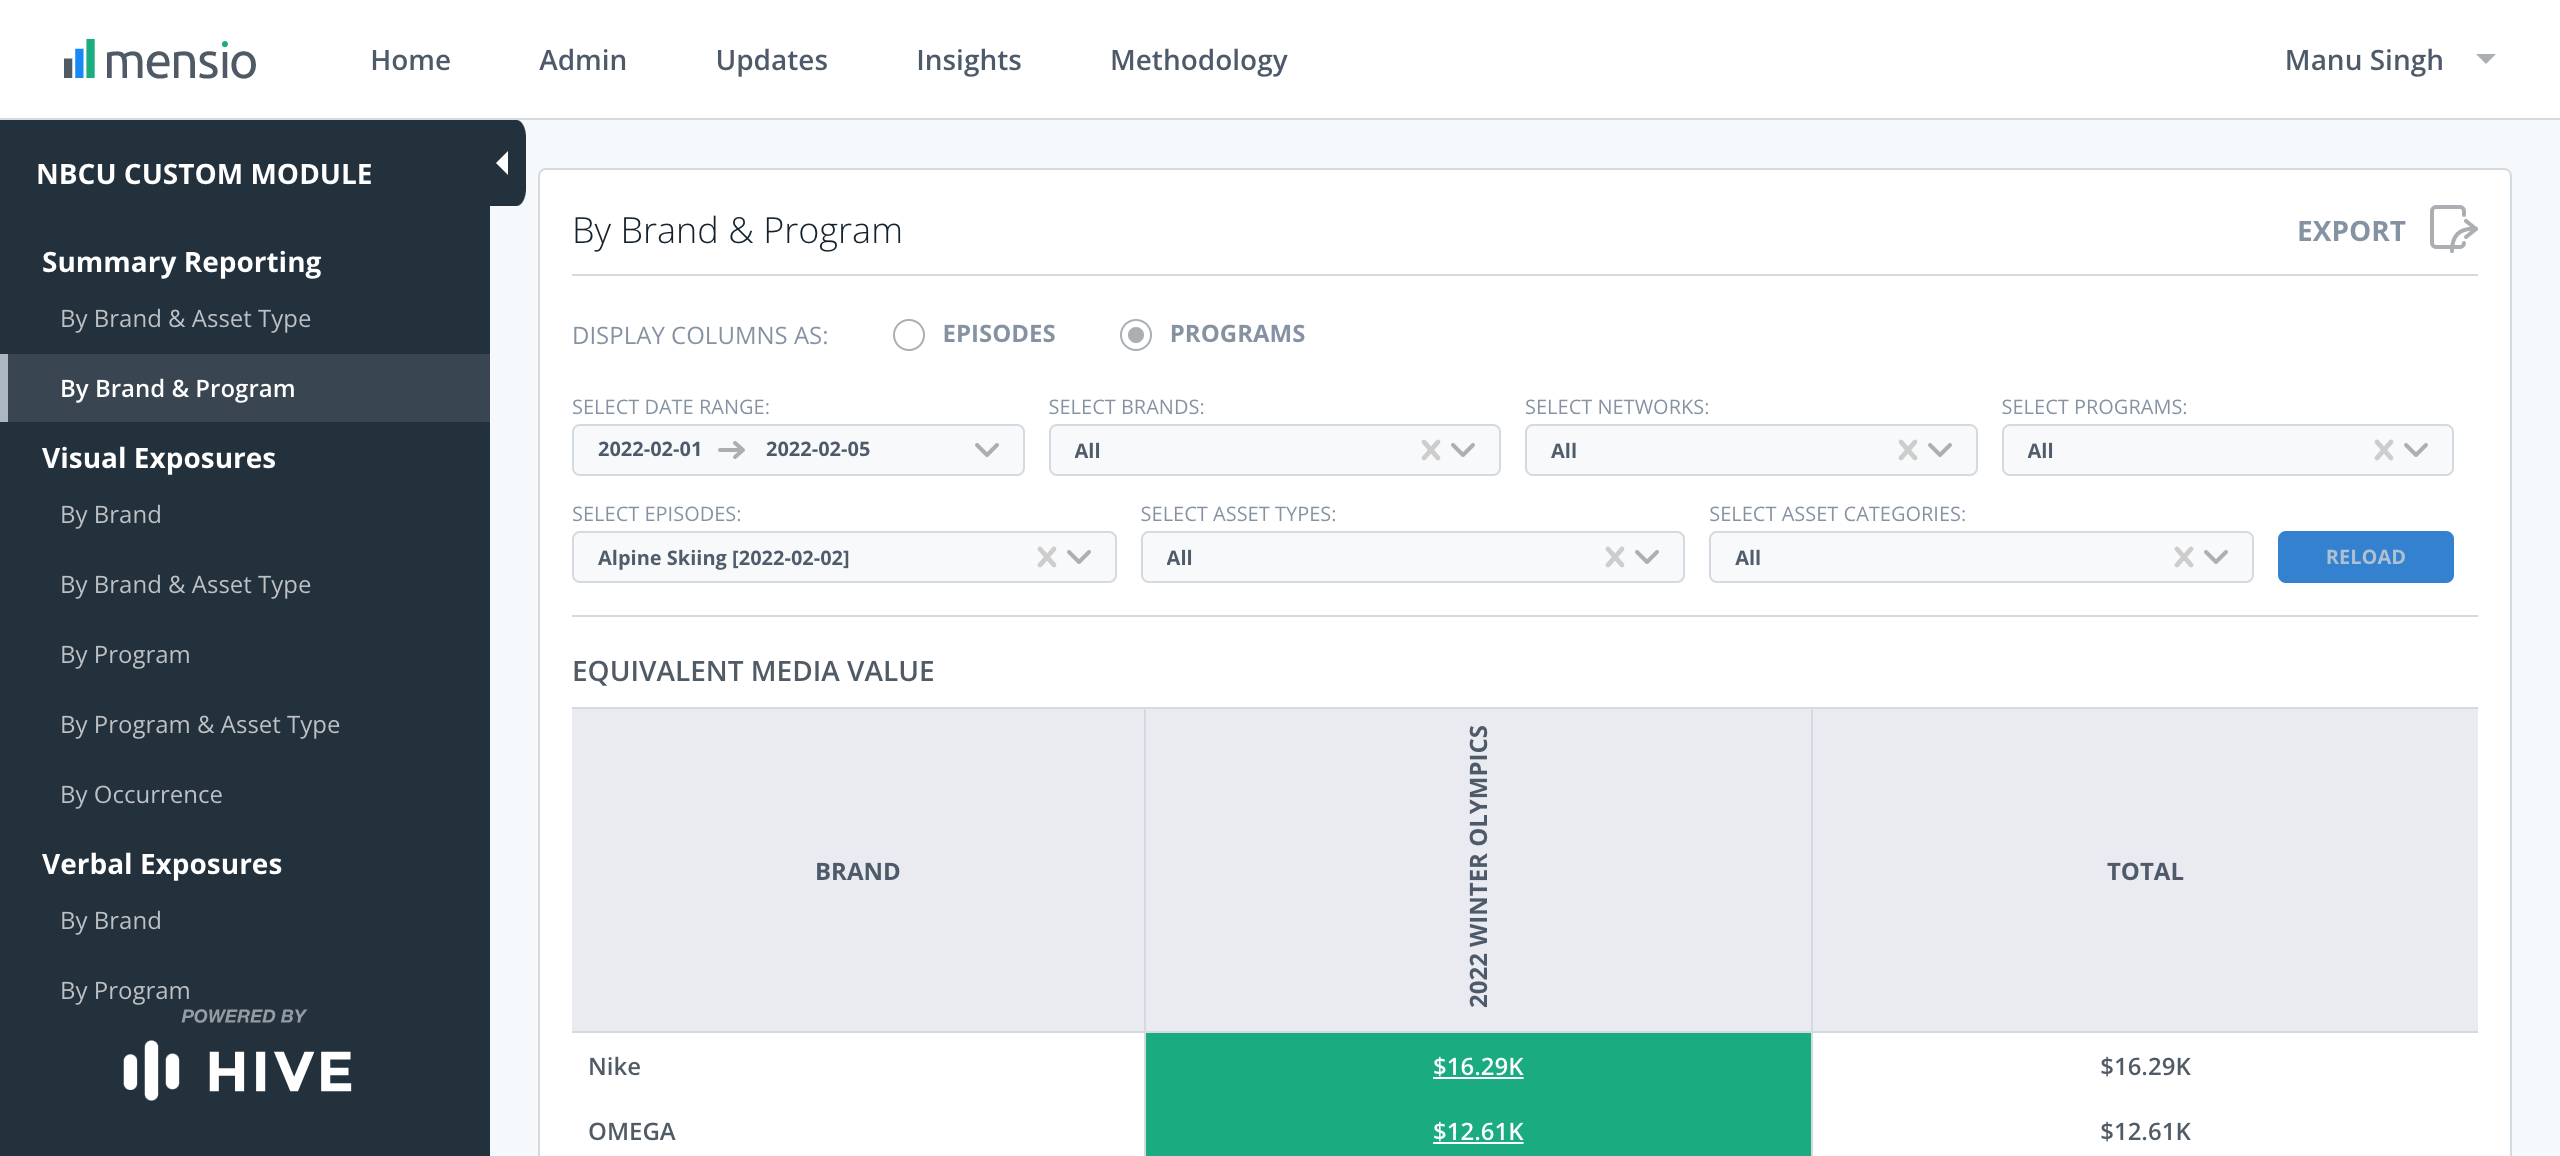 mensio
Home Admin Updates Insights Methodology Manu Singh
NBCU CUSTOM MODULE
Summary Reporting
By Brand & Asset Type
By Brand & Program
Visual Exposures
By Brand
By Brand & Asset Type
By Program
By Program & Asset Type
By Occurrence
Verbal Exposures
By Brand
By Program
POWERED BY
HIVE
By Brand & Program EXPORT
DISPLAY COLUMNS AS: EPISODES PROGRAMS
SELECT DATE RANGE: SELECT BRANDS: SELECT NETWORKS: SELECT PROGRAMS:
2022-02-01 → 2022-02-05 All All All
SELECT EPISODES: SELECT ASSET TYPES: SELECT ASSET CATEGORIES:
Alpine Skiing [2022-02-02] All All RELOAD
EQUIVALENT MEDIA VALUE
BRAND 2022 WINTER OLYMPICS TOTAL
Nike $16.29K $16.29K
OMEGA $12.61K $12.61K